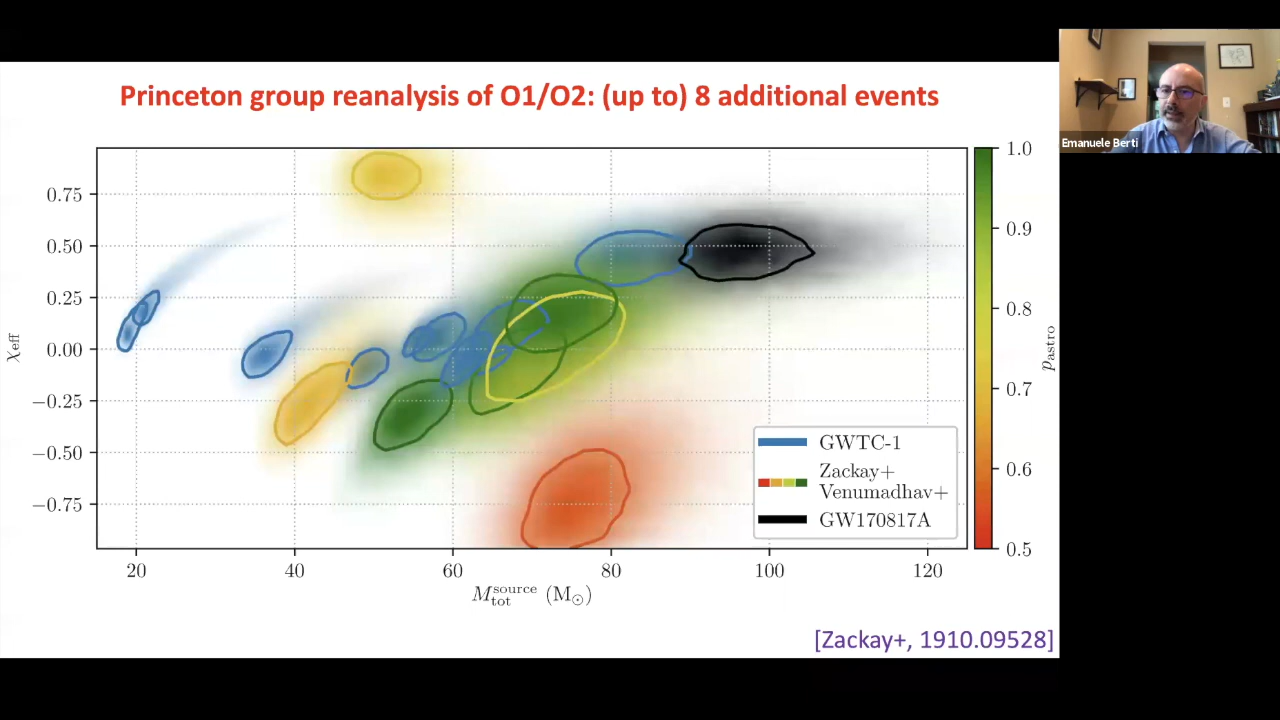 Princeton group reanalysis of O1/O2: (up to) 8 additional events
Emanuele Berti
0.75
0.50
0.25
0.00
−0.25
−0.50
−0.75
χeff
20
40
60
80
100
120
M_tot^source (M⊙)
GWTC-1
Zackay+
Venumadhav+
GW170817A
1.0
0.9
0.8
0.7
0.6
0.5
pastro
[Zackay+, 1910.09528]